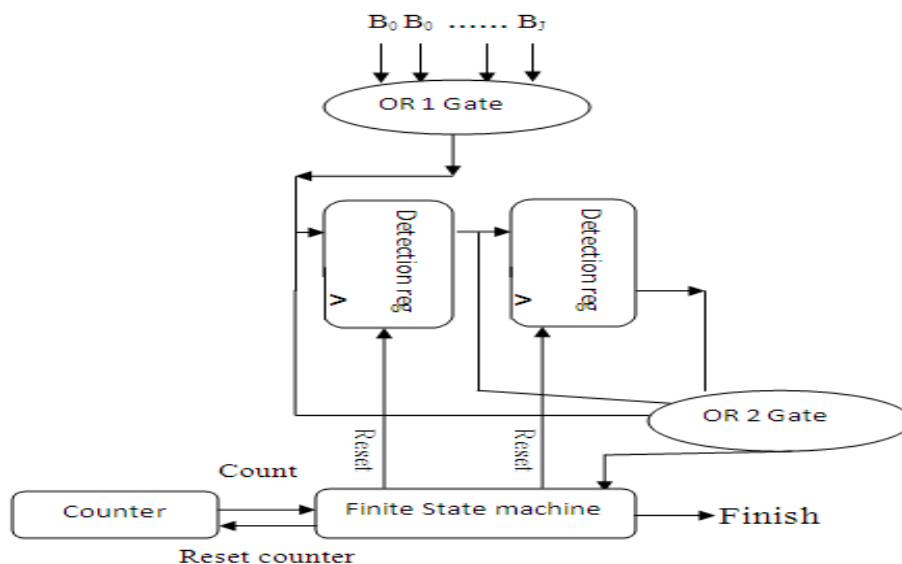 B₀ B₀ ...... B_J
OR 1 Gate
Detection reg
Detection reg
>
>
OR 2 Gate
Reset
Reset
Count
Counter
Finite State machine
Finish
Reset counter